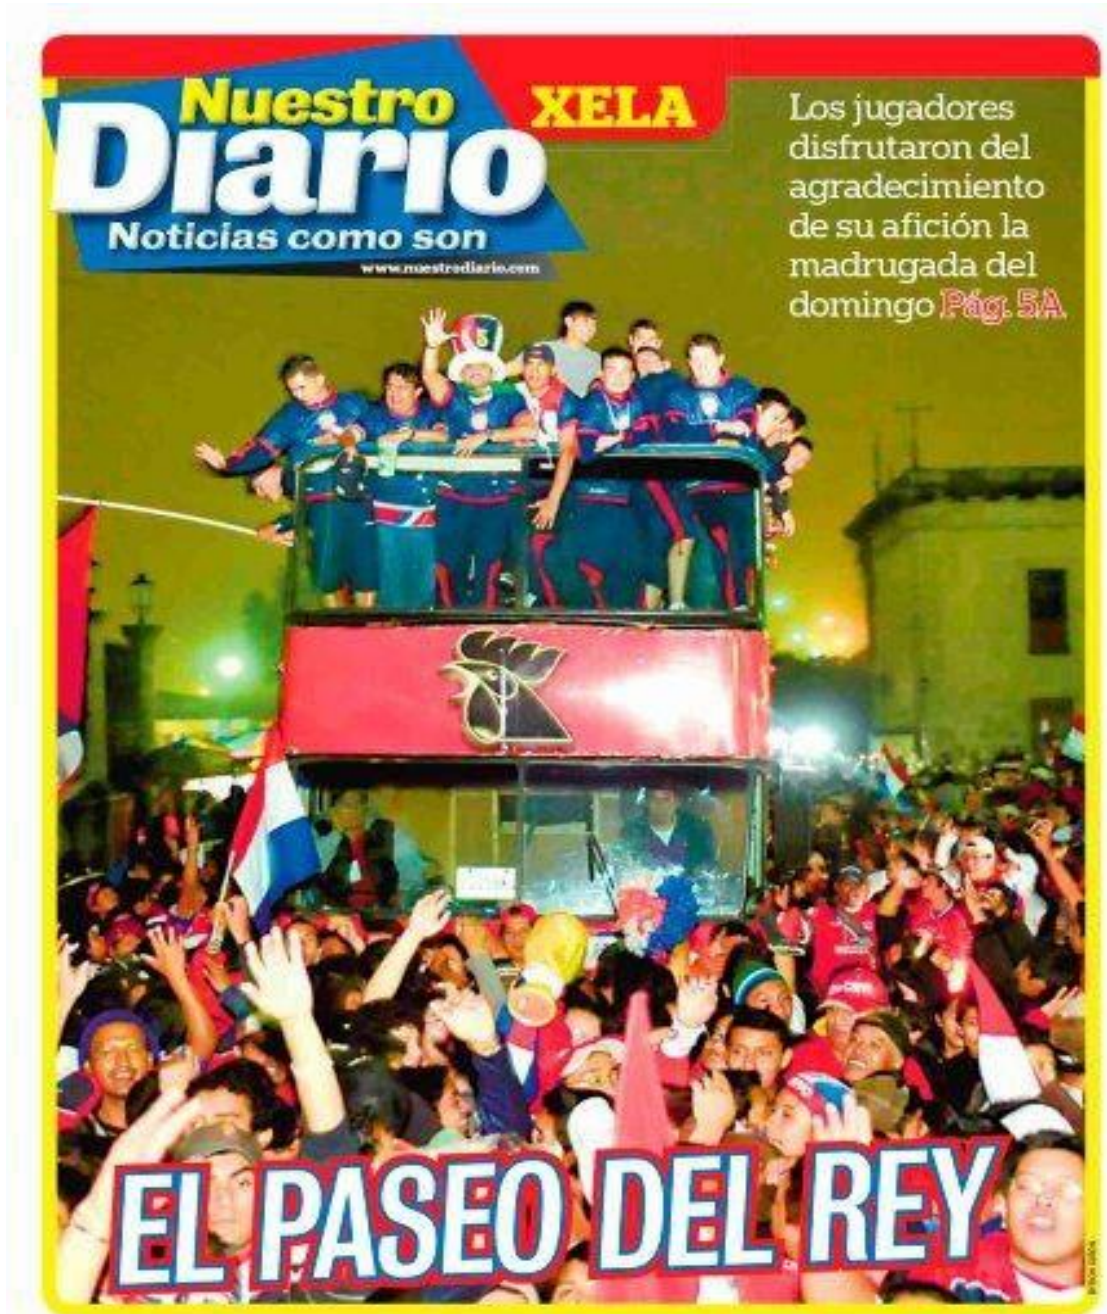 Nuestro
Diario
Noticias como son
www.nuestrodiario.com
XELA
Los jugadores
disfrutaron del
agradecimiento
de su afición la
madrugada del
domingo Pág. 5A
EL PASEO DEL REY